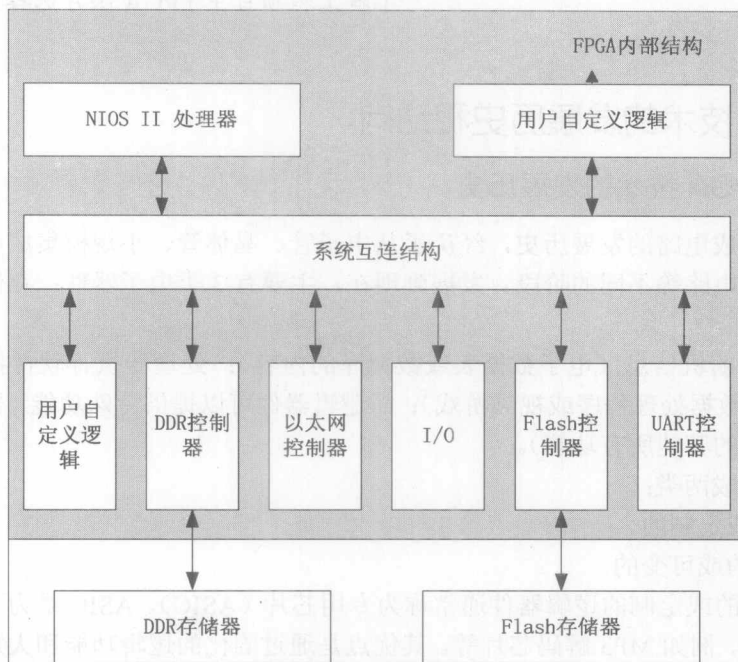 FPGA内部结构
NIOS II 处理器
用户自定义逻辑
系统互连结构
用户自
定义逻
辑
DDR控制
器
以太网
控制器
I/O
Flash控
制器
UART控
制器
DDR存储器
Flash存储器